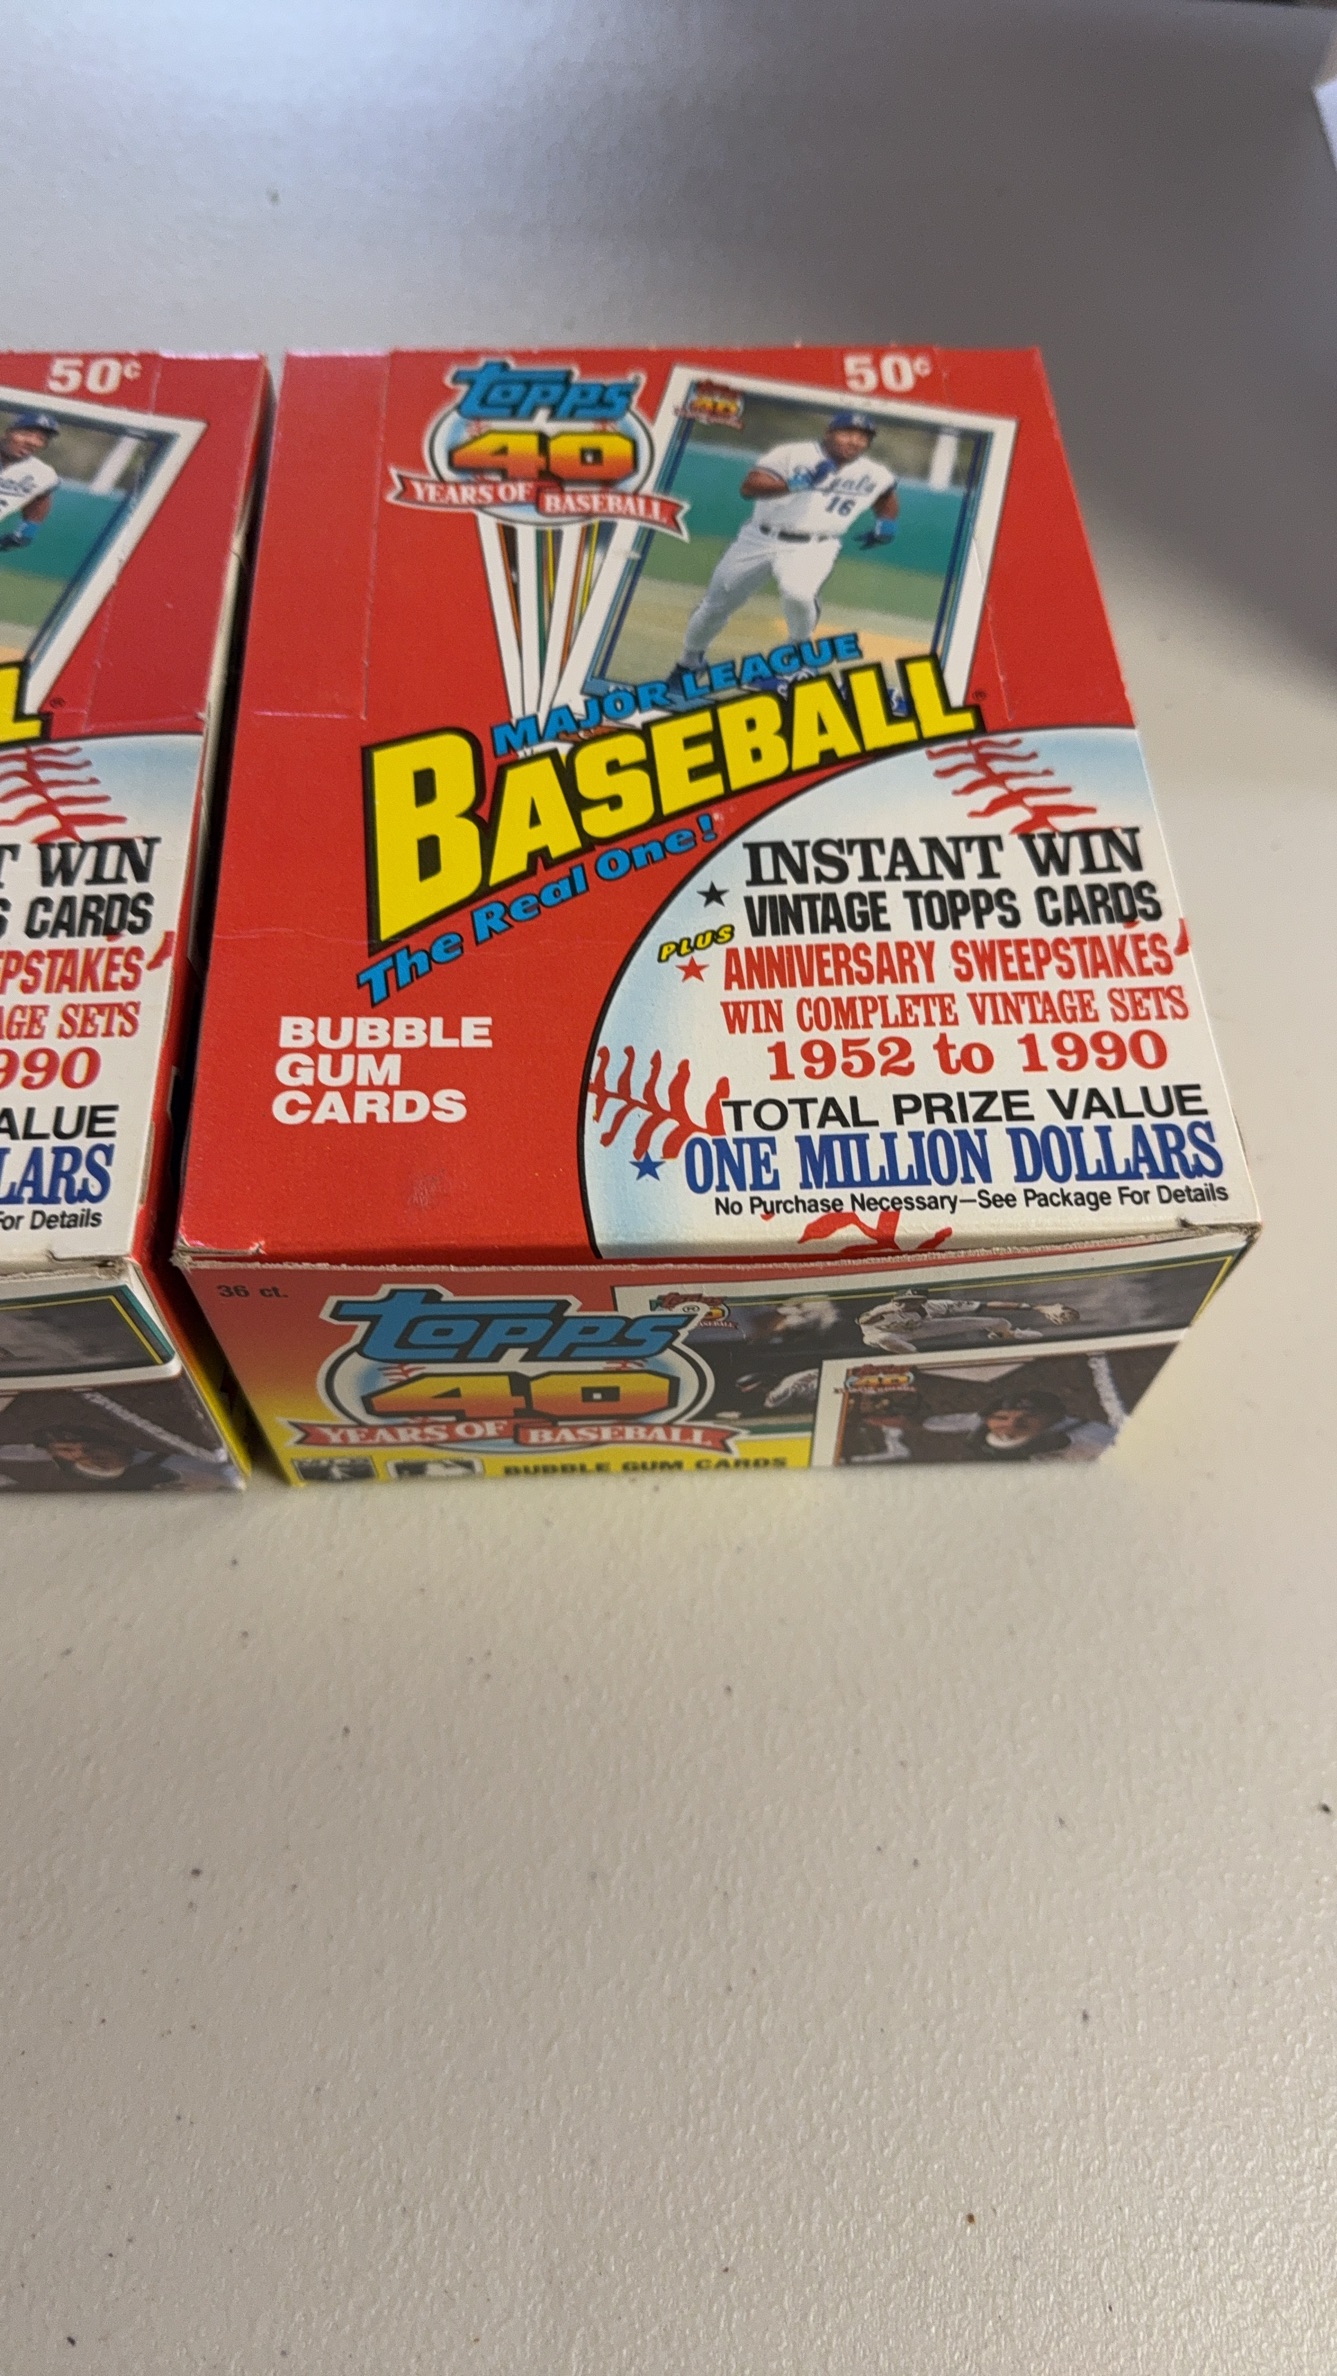 50¢
L®
T WIN
S CARDS
EPSTAKES
AGE SETS
990
ALUE
LARS
For Details
50¢
Topps
40
YEARS OF BASEBALL
Royals
16
MAJOR LEAGUE
BASEBALL®
The Real One!
BUBBLE
GUM
CARDS
INSTANT WIN
VINTAGE TOPPS CARDS
PLUS
ANNIVERSARY SWEEPSTAKES
WIN COMPLETE VINTAGE SETS
1952 to 1990
TOTAL PRIZE VALUE
ONE MILLION DOLLARS
No Purchase Necessary—See Package For Details
36 ct.
Topps®
40
YEARS OF BASEBALL
BUBBLE GUM CARDS